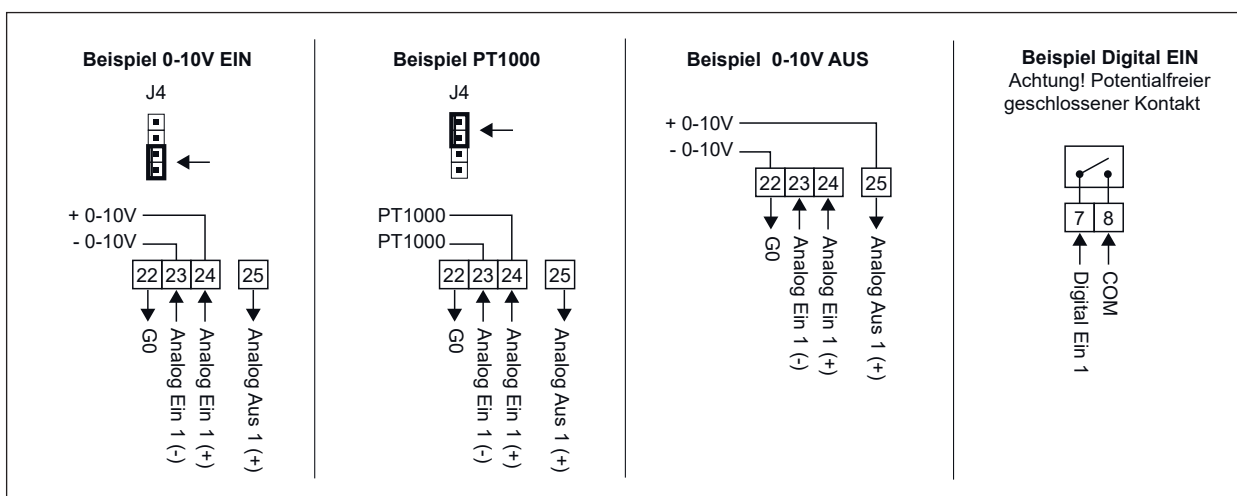 Beispiel 0-10V EIN
J4
+ 0-10V
- 0-10V
22 23 24 25
G0
Analog Ein 1 (-)
Analog Ein 1 (+)
Analog Aus 1 (+)
Beispiel PT1000
J4
PT1000
PT1000
22 23 24 25
G0
Analog Ein 1 (-)
Analog Ein 1 (+)
Analog Aus 1 (+)
Beispiel 0-10V AUS
+ 0-10V
- 0-10V
22 23 24 25
G0
Analog Ein 1 (-)
Analog Ein 1 (+)
Analog Aus 1 (+)
Beispiel Digital EIN
Achtung! Potentialfreier
geschlossener Kontakt
7 8
Digital Ein 1
COM